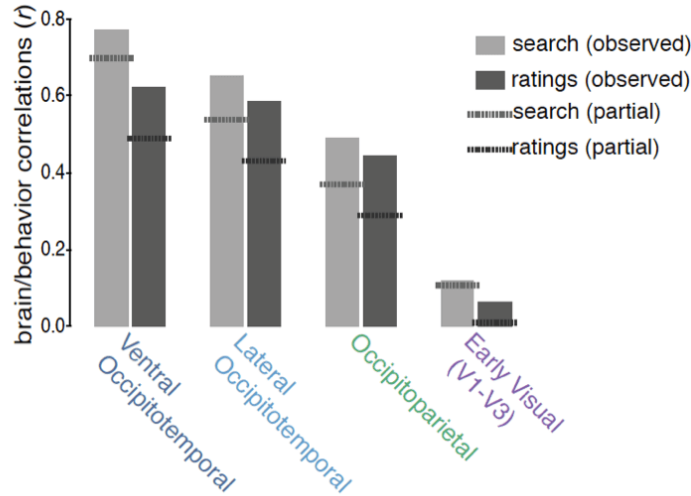 brain/behavior correlations (r)
0.8
0.6
0.4
0.2
0.0
search (observed)
ratings (observed)
search (partial)
ratings (partial)
Ventral
Occipitotemporal
Lateral
Occipitotemporal
Occipitoparietal
Early Visual
(V1-V3)